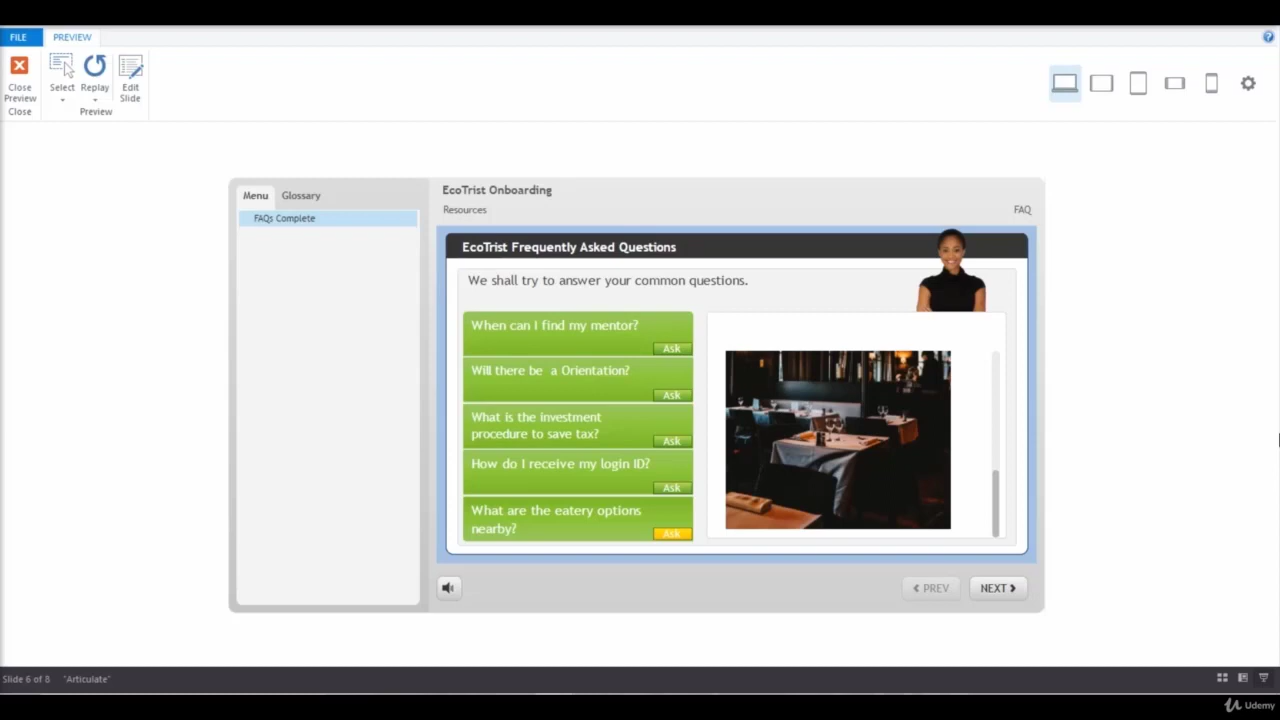 FILE
PREVIEW
Close
Preview
Select
Replay
Edit
Slide
Close
Preview
Menu
Glossary
FAQs Complete
EcoTrist Onboarding
Resources
FAQ
EcoTrist Frequently Asked Questions
We shall try to answer your common questions.
When can I find my mentor?
Ask
Will there be  a Orientation?
Ask
What is the investment
procedure to save tax?
Ask
How do I receive my login ID?
Ask
What are the eatery options
nearby?
Ask
PREV
NEXT
Slide 6 of 8
"Articulate"
Udemy